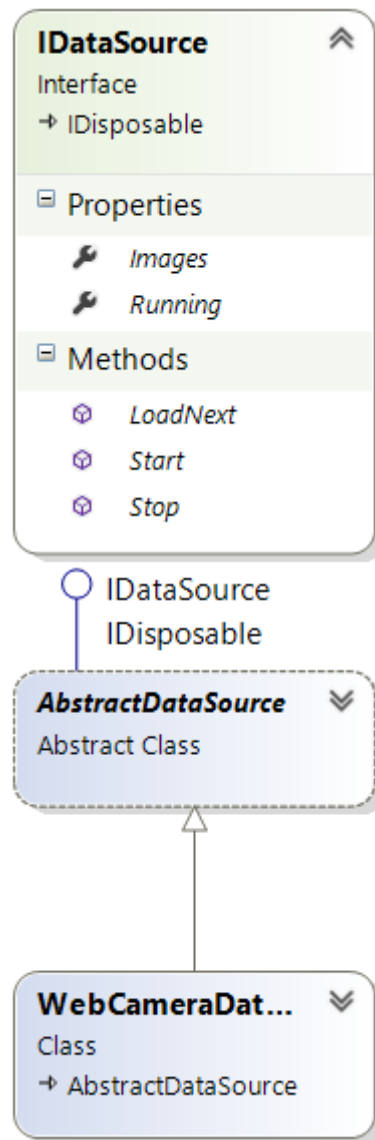 IDataSource
Interface
IDisposable
Properties
Images
Running
Methods
LoadNext
Start
Stop
IDataSource
IDisposable
AbstractDataSource
Abstract Class
WebCameraDat...
Class
AbstractDataSource